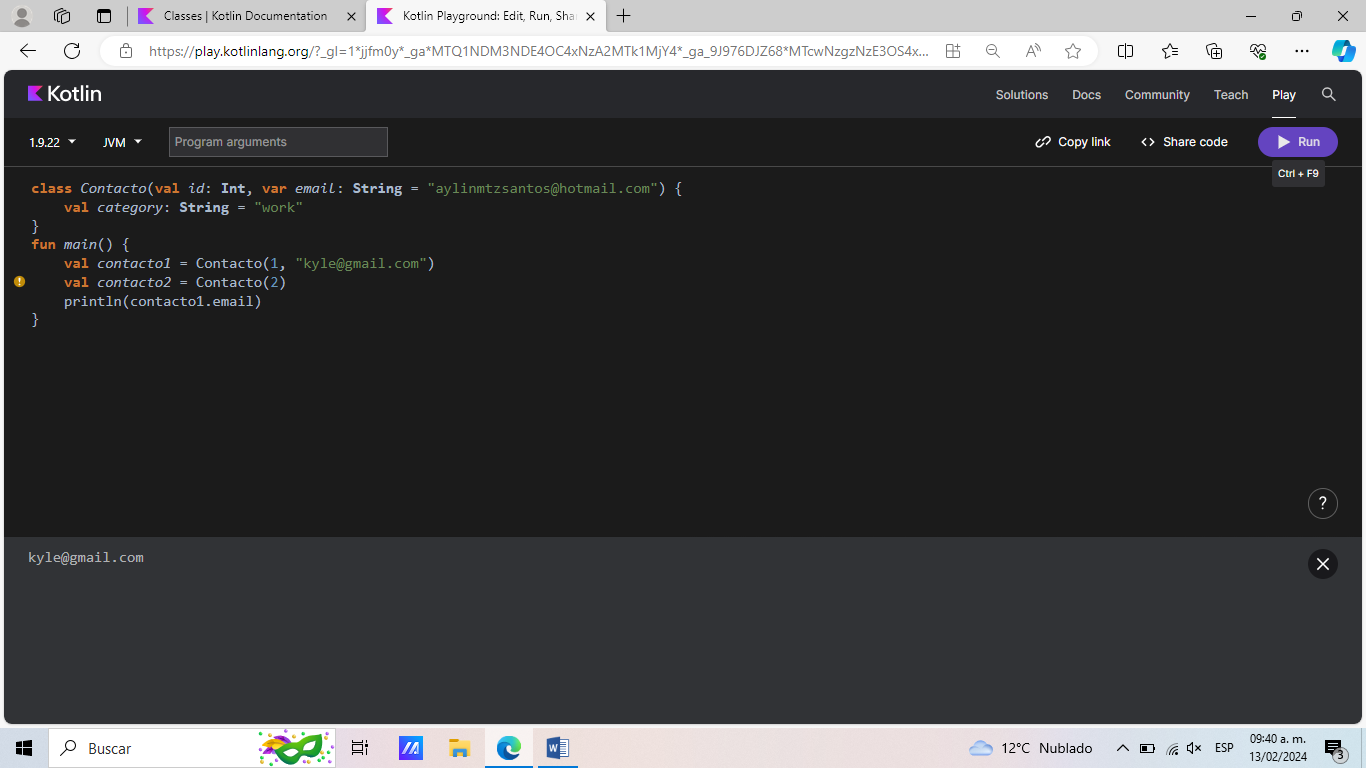 Classes | Kotlin Documentation
Kotlin Playground: Edit, Run, Shar
https://play.kotlinlang.org/?_gl=1*jjfm0y*_ga*MTQ1NDM3NDE4OC4xNzA2MTk1MjY4*_ga_9J976DJZ68*MTcwNzgzNzE3OS4x...
Kotlin
Solutions
Docs
Community
Teach
Play
1.9.22
JVM
Program arguments
Copy link
<> Share code
Run
Ctrl + F9
class Contacto(val id: Int, var email: String = "aylinmtzsantos@hotmail.com") {
    val category: String = "work"
}
fun main() {
    val contacto1 = Contacto(1, "kyle@gmail.com")
    val contacto2 = Contacto(2)
    println(contacto1.email)
}
?
kyle@gmail.com
Buscar
12°C Nublado
ESP
09:40 a. m.
13/02/2024
3